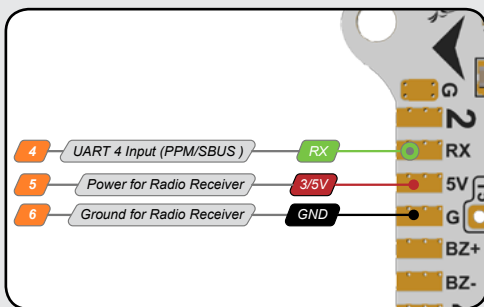 G
2
4 UART 4 Input (PPM/SBUS ) RX RX
5 Power for Radio Receiver 3/5V 5V
6 Ground for Radio Receiver GND G
BZ+
BZ-